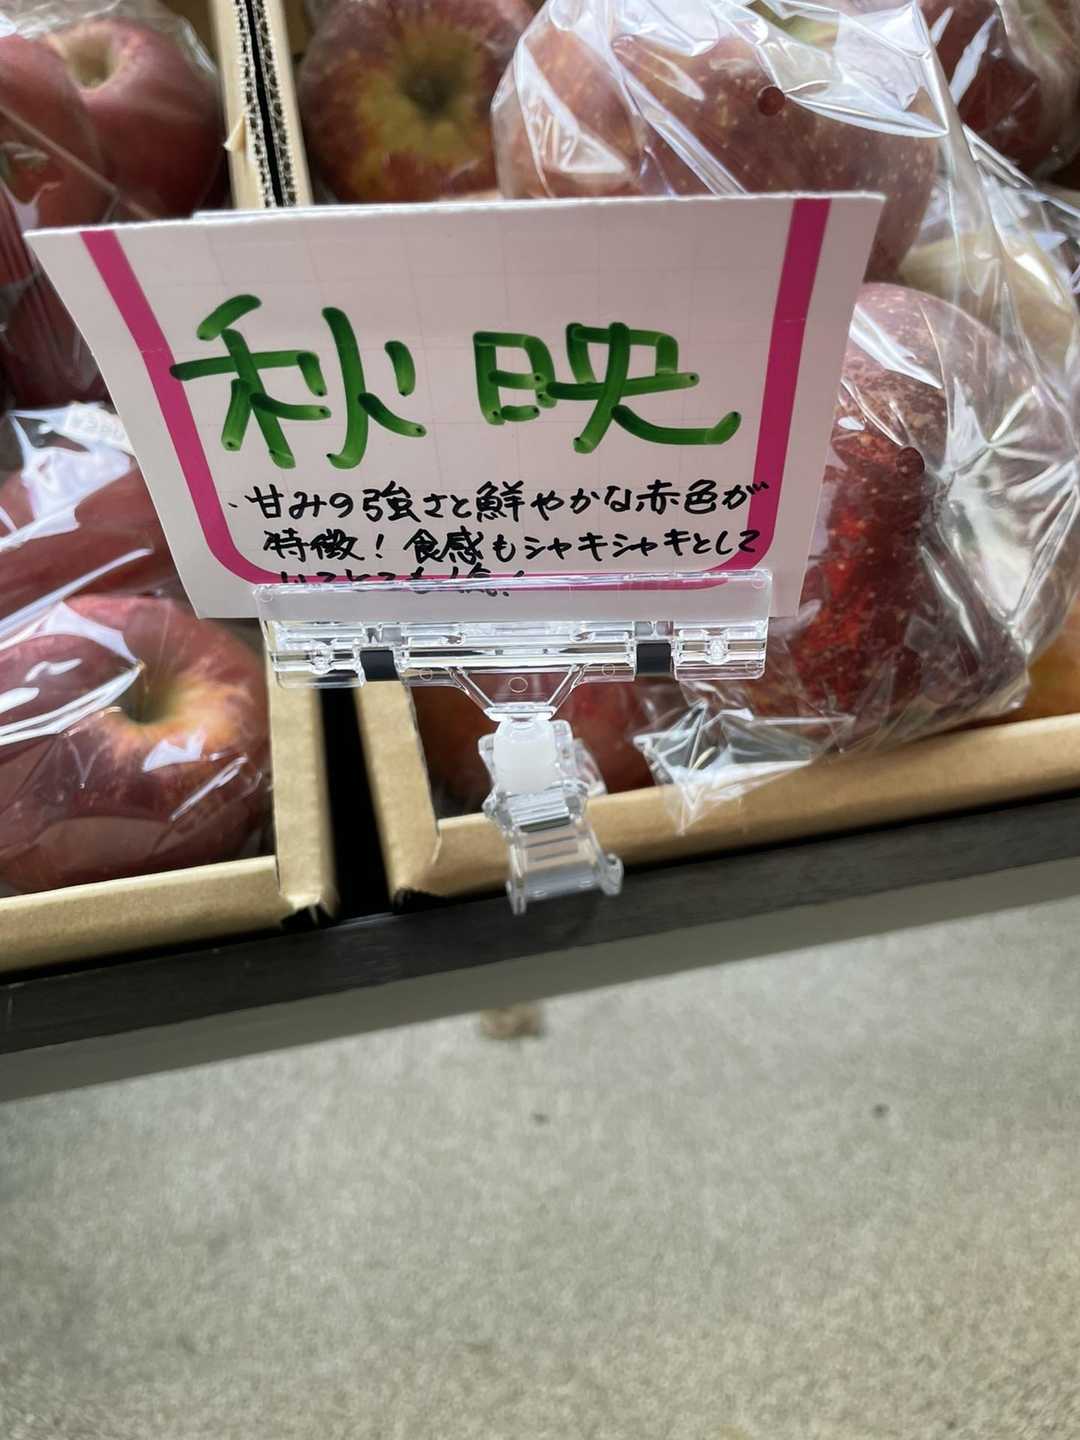 秋映
・甘みの強さと鮮やかな赤色が
特徴！食感もシャキシャキとして